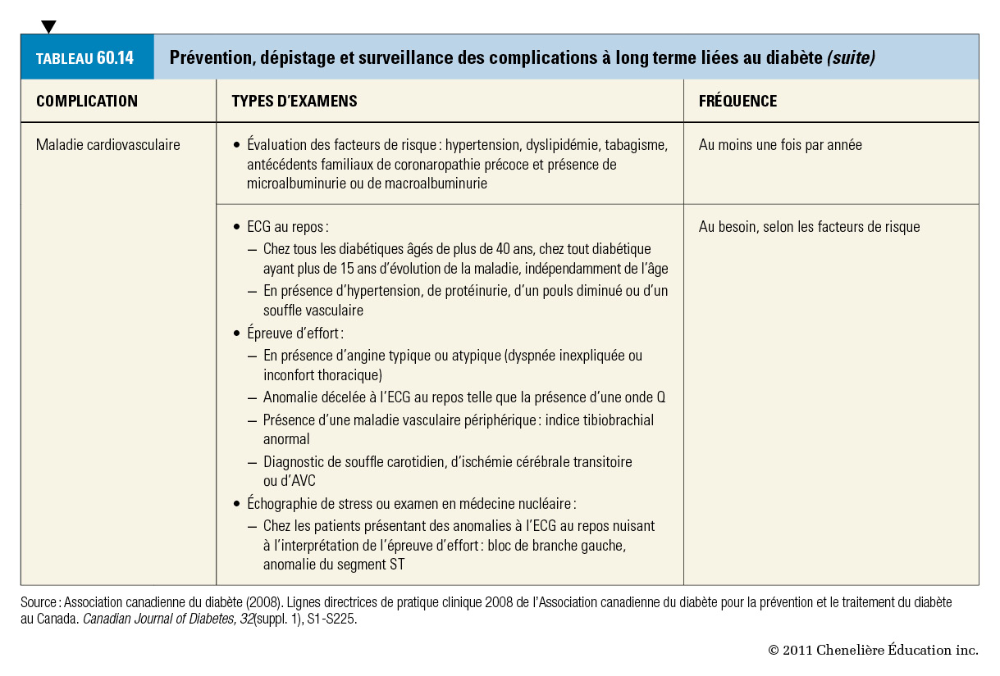 TABLEAU 60.14 Prévention, dépistage et surveillance des complications à long terme liées au diabète (suite)
COMPLICATION TYPES D’EXAMENS FRÉQUENCE
Maladie cardiovasculaire
• Évaluation des facteurs de risque : hypertension, dyslipidémie, tabagisme,
antécédents familiaux de coronaropathie précoce et présence de
microalbuminurie ou de macroalbuminurie
Au moins une fois par année
• ECG au repos :
– Chez tous les diabétiques âgés de plus de 40 ans, chez tout diabétique
ayant plus de 15 ans d’évolution de la maladie, indépendamment de l’âge
– En présence d’hypertension, de protéinurie, d’un pouls diminué ou d’un
souffle vasculaire
• Épreuve d’effort :
– En présence d’angine typique ou atypique (dyspnée inexpliquée ou
inconfort thoracique)
– Anomalie décelée à l’ECG au repos telle que la présence d’une onde Q
– Présence d’une maladie vasculaire périphérique : indice tibiobrachial
anormal
– Diagnostic de souffle carotidien, d’ischémie cérébrale transitoire
ou d’AVC
• Échographie de stress ou examen en médecine nucléaire :
– Chez les patients présentant des anomalies à l’ECG au repos nuisant
à l’interprétation de l’épreuve d’effort : bloc de branche gauche,
anomalie du segment ST
Au besoin, selon les facteurs de risque
Source : Association canadienne du diabète (2008). Lignes directrices de pratique clinique 2008 de l’Association canadienne du diabète pour la prévention et le traitement du diabète
au Canada. Canadian Journal of Diabetes, 32(suppl. 1), S1-S225.
© 2011 Chenelière Éducation inc.